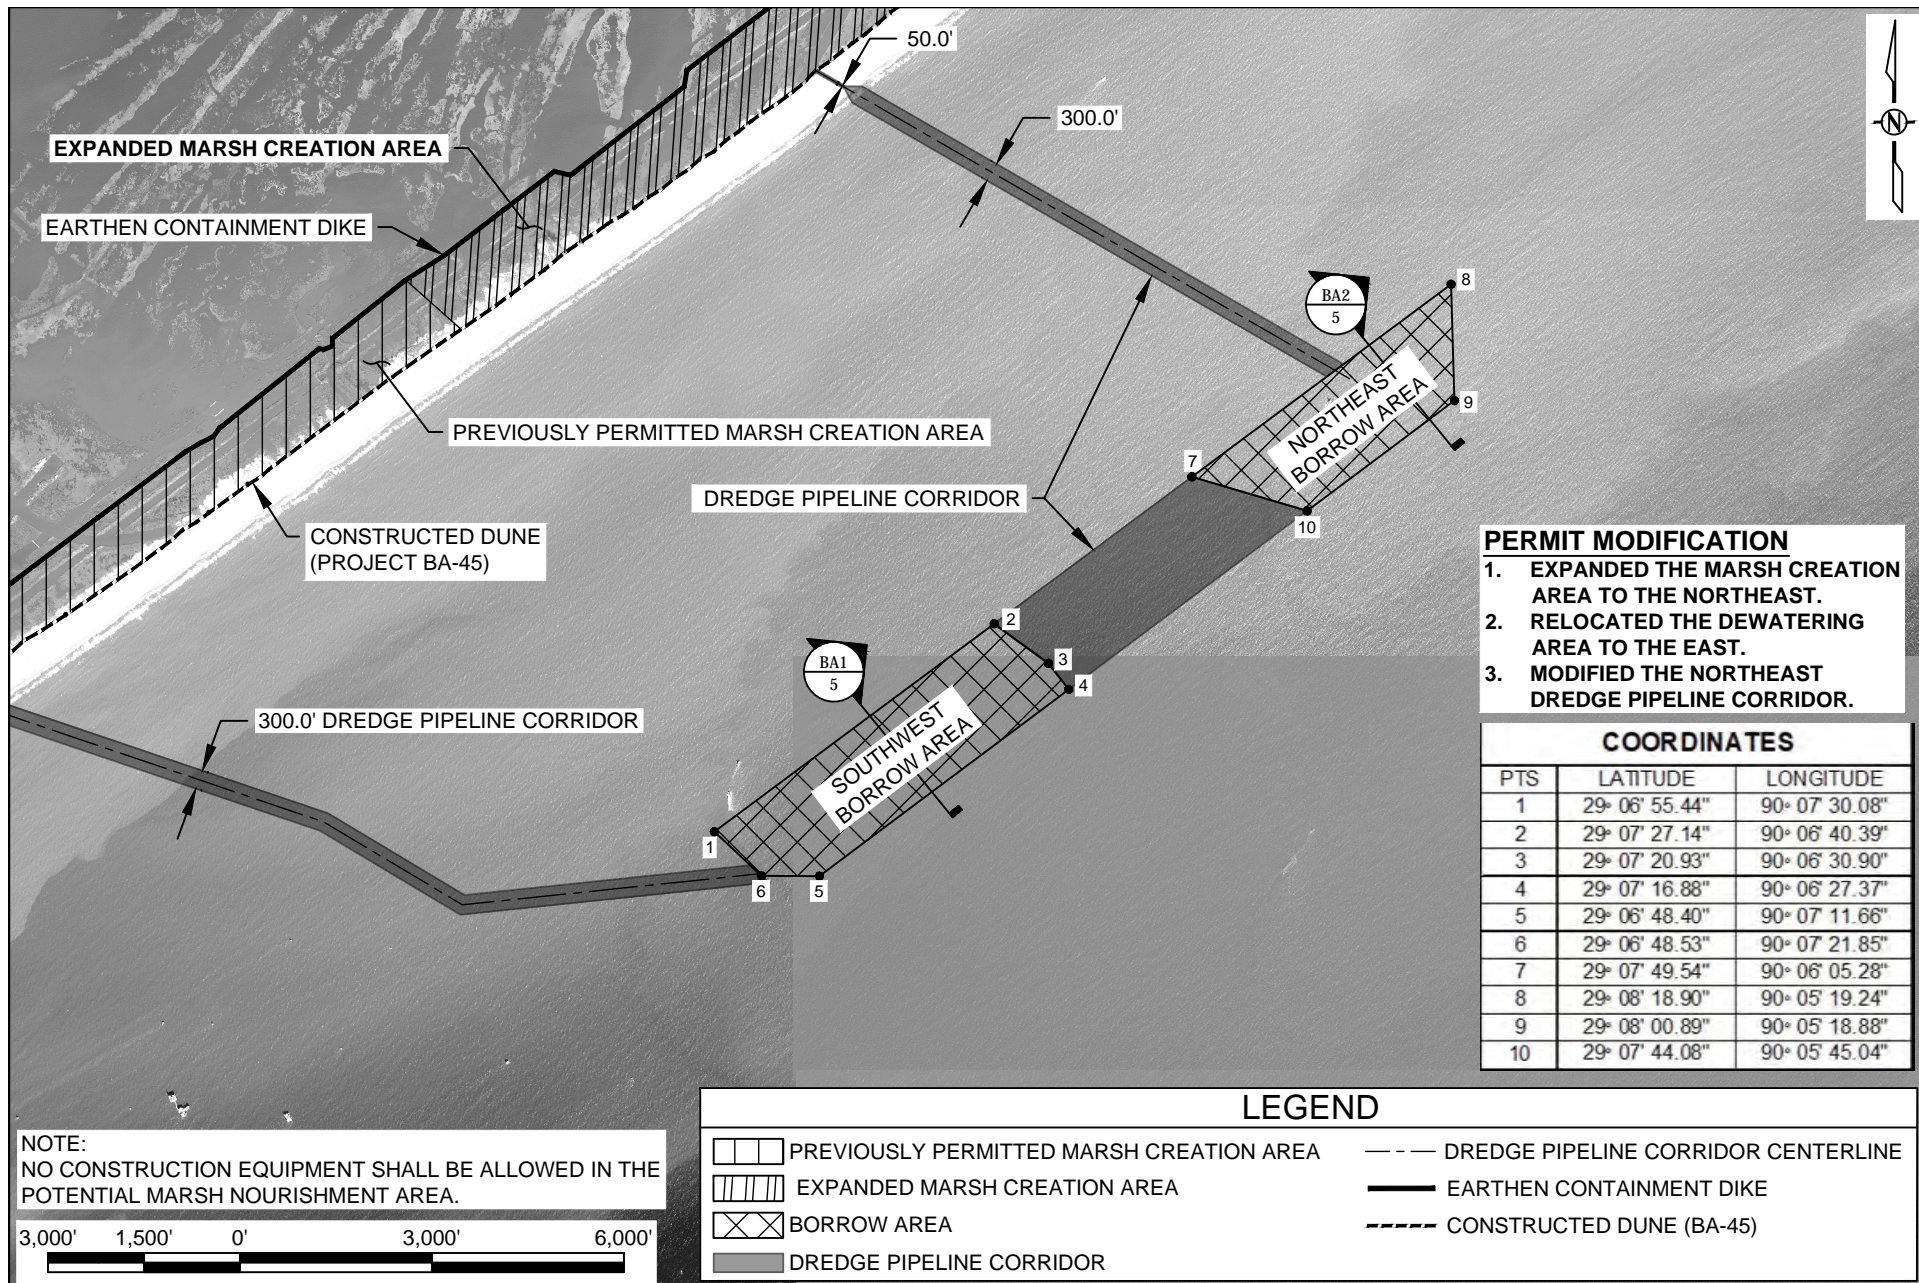 50.0'
N
300.0'
EXPANDED MARSH CREATION AREA
EARTHEN CONTAINMENT DIKE
8
BA2
5
NORTHEAST
BORROW AREA
9
PREVIOUSLY PERMITTED MARSH CREATION AREA
7
DREDGE PIPELINE CORRIDOR
10
CONSTRUCTED DUNE
(PROJECT BA-45)
PERMIT MODIFICATION
1. EXPANDED THE MARSH CREATION
AREA TO THE NORTHEAST.
2. RELOCATED THE DEWATERING
AREA TO THE EAST.
3. MODIFIED THE NORTHEAST
DREDGE PIPELINE CORRIDOR.
2
BA1
5
3
4
300.0' DREDGE PIPELINE CORRIDOR
SOUTHWEST
BORROW AREA
1
6
5
COORDINATES
PTS LATITUDE LONGITUDE
1 29° 06' 55.44" 90° 07' 30.08"
2 29° 07' 27.14" 90° 06' 40.39"
3 29° 07' 20.93" 90° 06' 30.90"
4 29° 07' 16.88" 90° 06' 27.37"
5 29° 06' 48.40" 90° 07' 11.66"
6 29° 06' 48.53" 90° 07' 21.85"
7 29° 07' 49.54" 90° 06' 05.28"
8 29° 08' 18.90" 90° 05' 19.24"
9 29° 08' 00.89" 90° 05' 18.88"
10 29° 07' 44.08" 90° 05' 45.04"
NOTE:
NO CONSTRUCTION EQUIPMENT SHALL BE ALLOWED IN THE
POTENTIAL MARSH NOURISHMENT AREA.
3,000' 1,500' 0' 3,000' 6,000'
LEGEND
PREVIOUSLY PERMITTED MARSH CREATION AREA
EXPANDED MARSH CREATION AREA
BORROW AREA
DREDGE PIPELINE CORRIDOR
DREDGE PIPELINE CORRIDOR CENTERLINE
EARTHEN CONTAINMENT DIKE
CONSTRUCTED DUNE (BA-45)